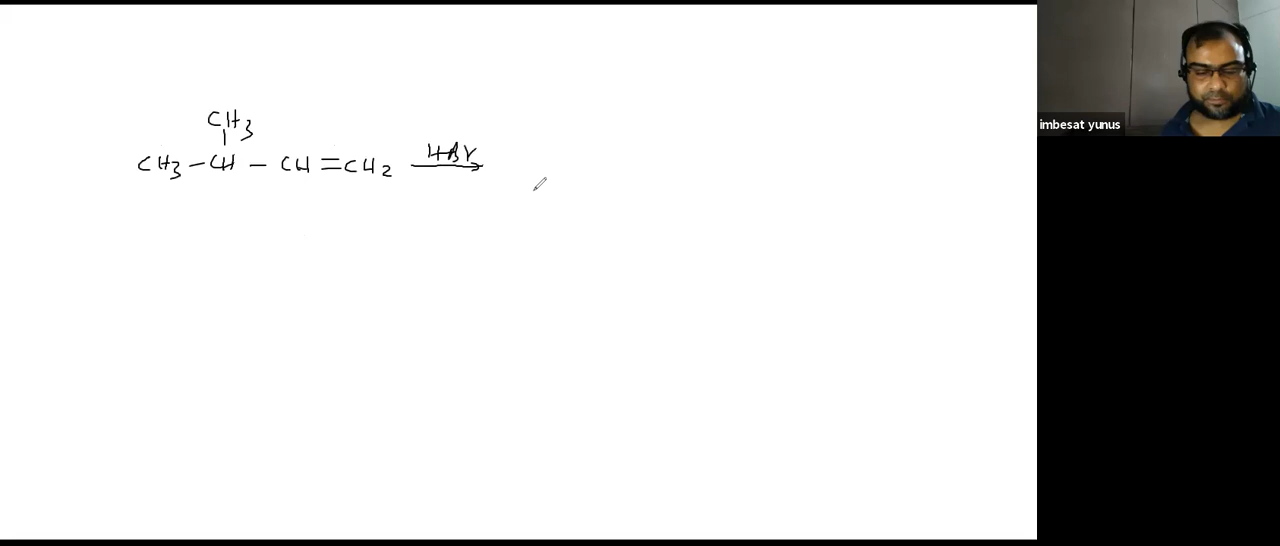 CH3
CH3 - CH - CH = CH2 HBr
imbesat yunus